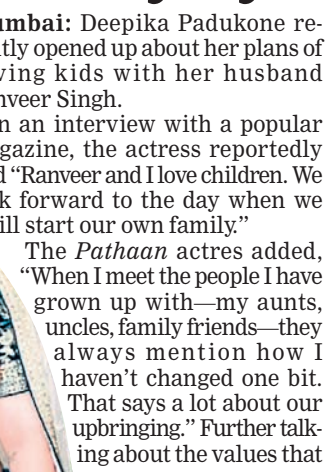 umbai: Deepika Padukone re-
tly opened up about her plans of
ving kids with her husband
nveer Singh.
n an interview with a popular
gazine, the actress reportedly
d “Ranveer and I love children. We
k forward to the day when we
ill start our own family.”
The Pathaan actres added,
“When I meet the people I have
grown up with—my aunts,
uncles, family friends—they
always mention how I
haven't changed one bit.
That says a lot about our
upbringing.” Further talk-
ing about the values that